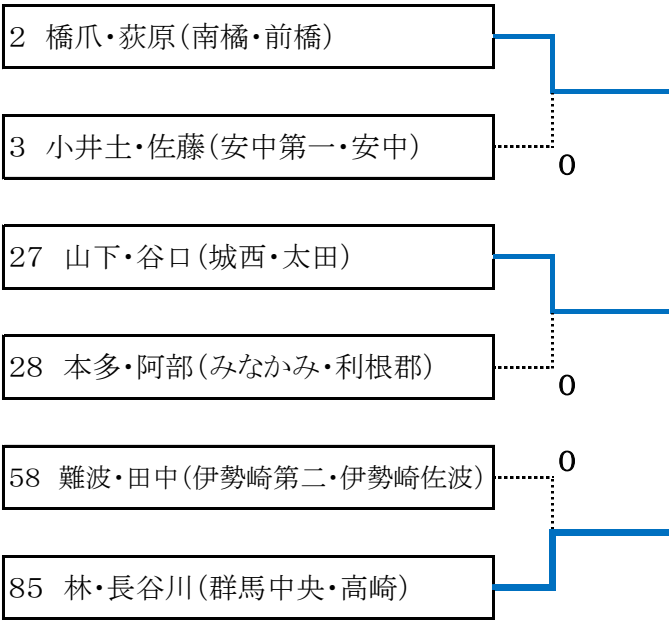 2 橋爪・荻原(南橘・前橋)
3 小井土・佐藤(安中第一・安中)
0
27 山下・谷口(城西・太田)
28 本多・阿部(みなかみ・利根郡)
0
0
58 難波・田中(伊勢崎第二・伊勢崎佐波)
85 林・長谷川(群馬中央・高崎)